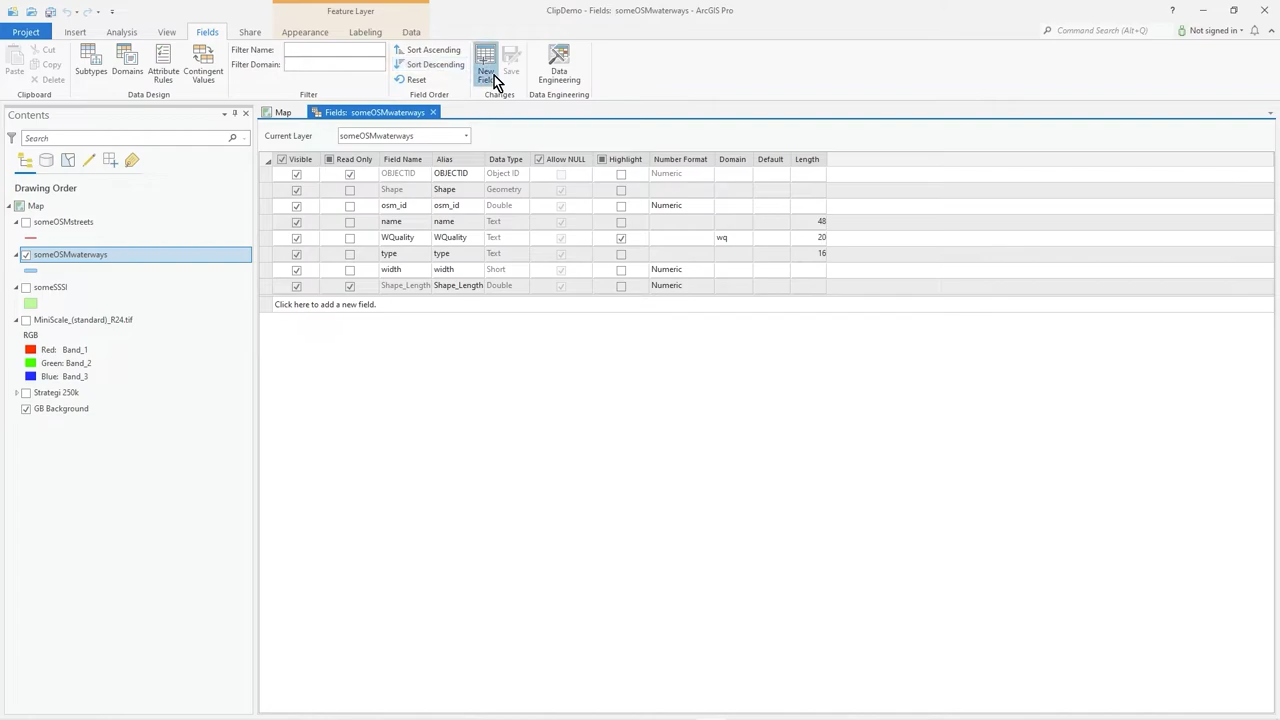 Feature Layer
ClipDemo - Fields: someOSMwaterways - ArcGIS Pro
?
Project Insert Analysis View Fields Share Appearance Labeling Data
Command Search (Alt+Q)
Not signed in
Paste
Cut
Copy
Delete
Clipboard
Subtypes
Domains
Attribute Rules
Contingent Values
Data Design
Filter Name:
Filter Domain:
Filter
Sort Ascending
Sort Descending
Reset
Field Order
New
Save
Changes
Data Engineering
Data Engineering
Contents
Search
Drawing Order
Map
someOSMstreets
someOSMwaterways
someSSSI
MiniScale_(standard)_R24.tif
RGB
Red: Band_1
Green: Band_2
Blue: Band_3
Strategi 250k
GB Background
Map
Fields: someOSMwaterways
Current Layer someOSMwaterways
Visible Read Only Field Name Alias Data Type Allow NULL Highlight Number Format Domain Default Length
OBJECTID OBJECTID Object ID Numeric
Shape Shape Geometry
osm_id osm_id Double Numeric
name name Text 48
WQuality WQuality Text wq 20
type type Text 16
width width Short Numeric
Shape_Length Shape_Length Double Numeric
Click here to add a new field.